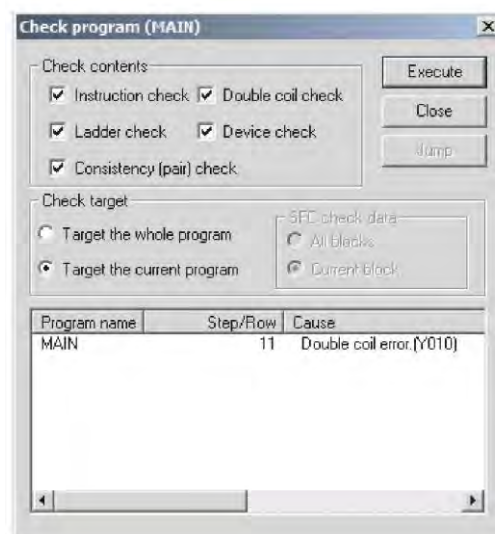 Check program (MAIN)
Check contents
Instruction check
Double coil check
Ladder check
Device check
Consistency (pair) check
Execute
Close
Jump
Check target
Target the whole program
Target the current program
SFC check data
All blocks
Current block
Program name Step/Row Cause
MAIN 11 Double coil error.(Y010)